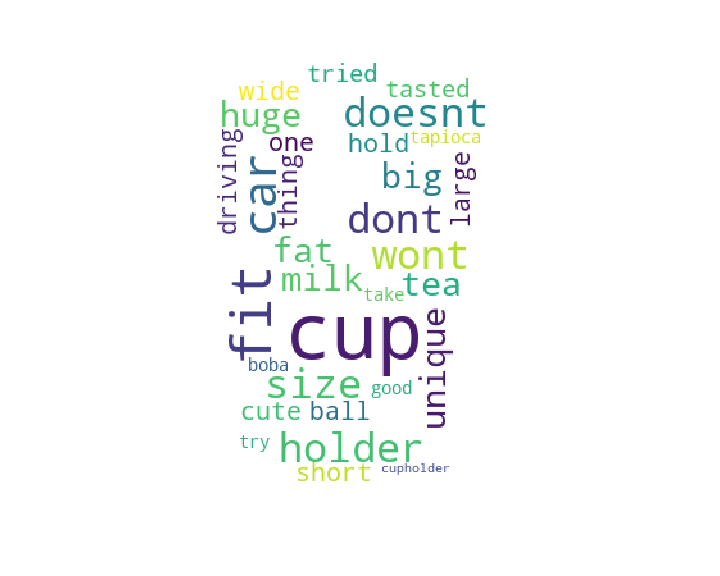 tried
wide
tasted
huge
doesnt
driving
car
thing
one
hold
tapioca
big
large
dont
fat
wont
milk
tea
take
fit
cup
unique
boba
size
good
cute
ball
try
holder
short
cupholder